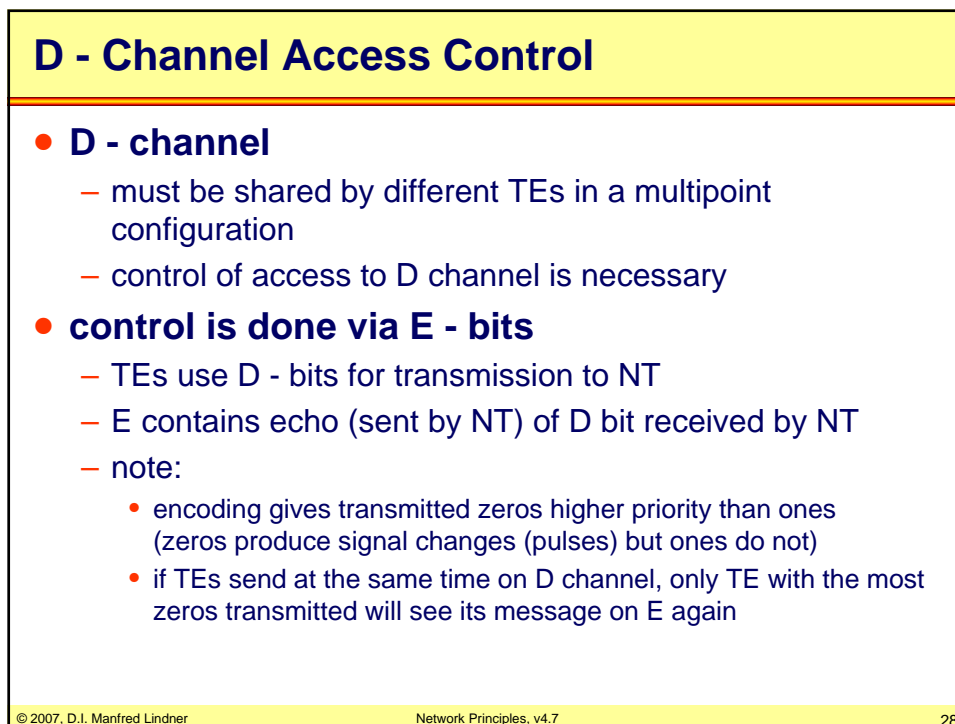 D - Channel Access Control
• D - channel
– must be shared by different TEs in a multipoint
configuration
– control of access to D channel is necessary
• control is done via E - bits
– TEs use D - bits for transmission to NT
– E contains echo (sent by NT) of D bit received by NT
– note:
• encoding gives transmitted zeros higher priority than ones
(zeros produce signal changes (pulses) but ones do not)
• if TEs send at the same time on D channel, only TE with the most
zeros transmitted will see its message on E again
© 2007, D.I. Manfred Lindner
Network Principles, v4.7
28